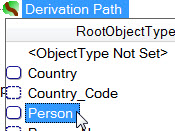 Derivation Path
RootObjectType
<ObjectType Not Set>
Country
Country_Code
Person